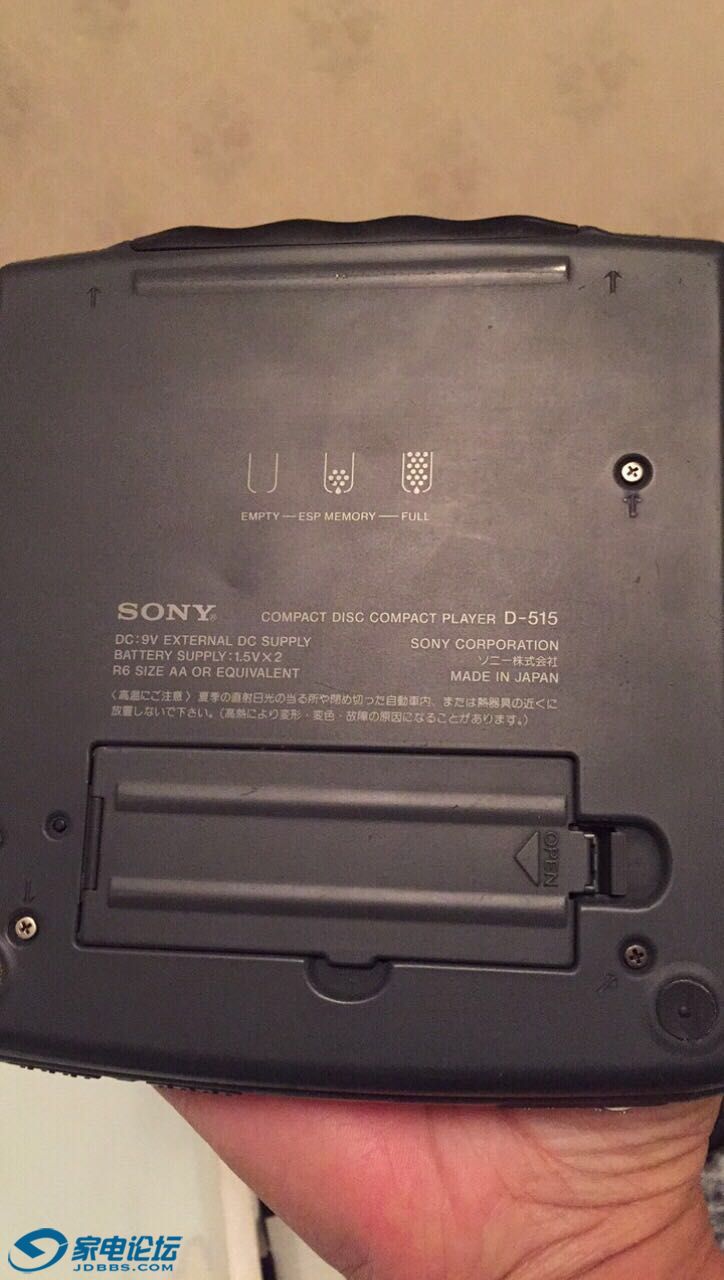 EMPTY — ESP MEMORY — FULL
SONY® COMPACT DISC COMPACT PLAYER D-515
DC:9V EXTERNAL DC SUPPLY
BATTERY SUPPLY:1.5V×2
R6 SIZE AA OR EQUIVALENT
SONY CORPORATION
ソニー株式会社
MADE IN JAPAN
〈高温にご注意〉夏季の直射日光の当る所や閉め切った自動車内、または熱器具の近くに
放置しないで下さい。(高熱により変形・変色・故障の原因になることがあります。)
OPEN
家电论坛
JDBBS.COM